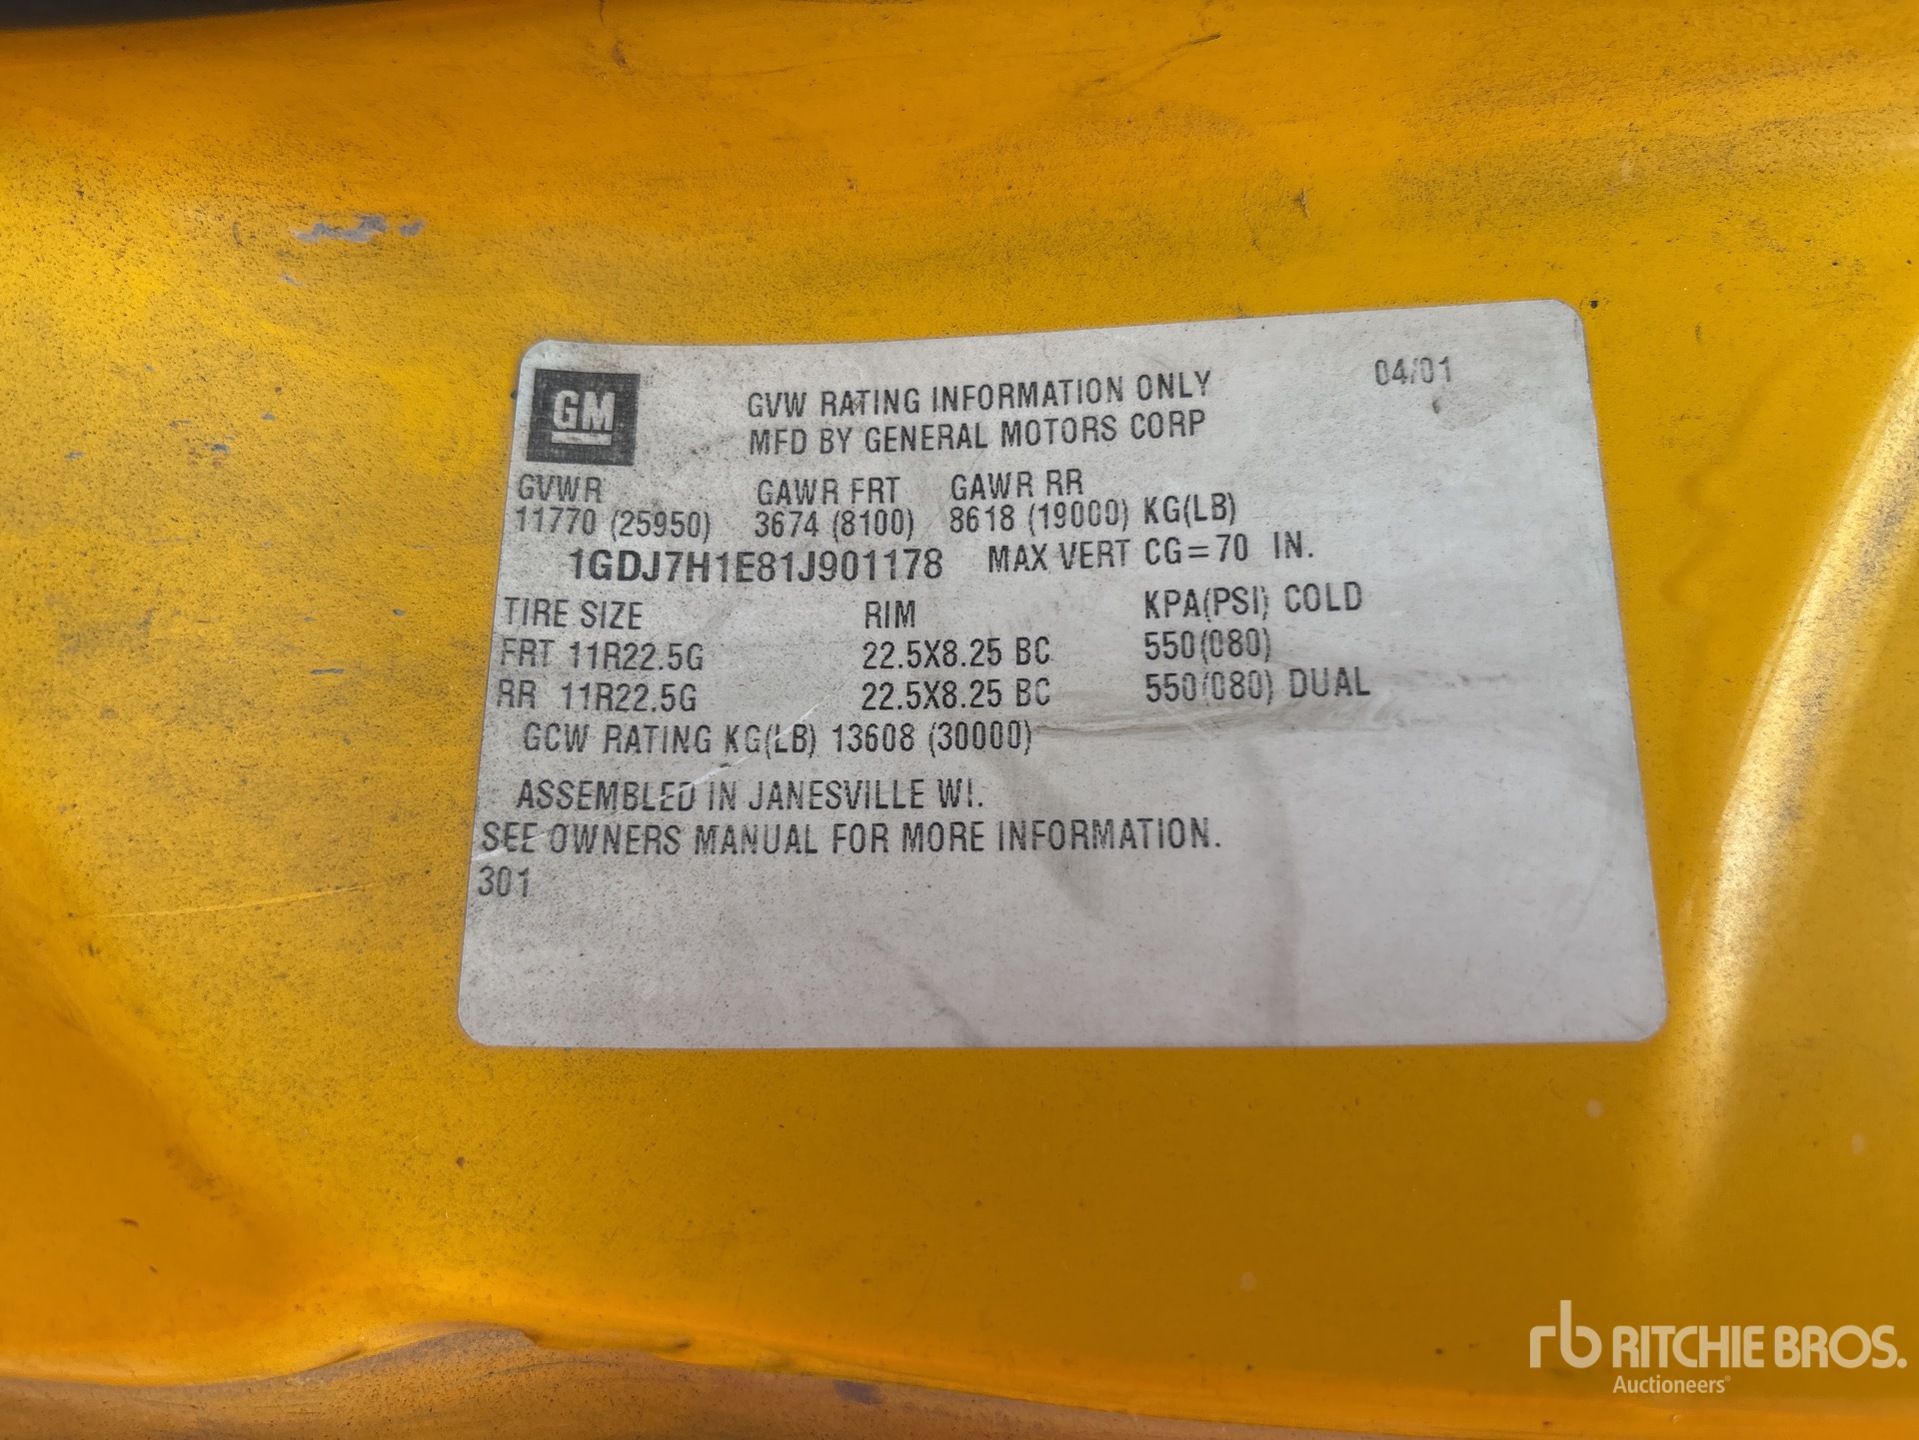 04/01
GM
GVW RATING INFORMATION ONLY
MFD BY GENERAL MOTORS CORP
GVWR GAWR FRT GAWR RR
11770 (25950) 3674 (8100) 8618 (19000) KG(LB)
1GDJ7H1E81J901178 MAX VERT CG=70 IN.
TIRE SIZE RIM KPA(PSI) COLD
FRT 11R22.5G 22.5X8.25 BC 550(080)
RR 11R22.5G 22.5X8.25 BC 550(080) DUAL
GCW RATING KG(LB) 13608 (30000)
ASSEMBLED IN JANESVILLE WI.
SEE OWNERS MANUAL FOR MORE INFORMATION.
301
rb RITCHIE BROS.
Auctioneers®